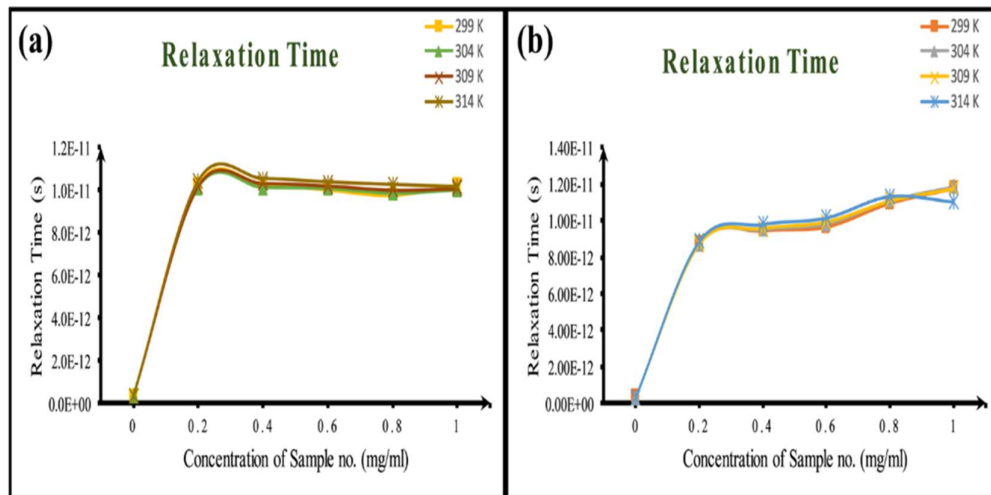 (a)
Relaxation Time
299 K
304 K
309 K
314 K
Relaxation Time (s)
1.2E-11
1.0E-11
8.0E-12
6.0E-12
4.0E-12
2.0E-12
0.0E+00
0 0.2 0.4 0.6 0.8 1
Concentration of Sample no. (mg/ml)
(b)
Relaxation Time
299 K
304 K
309 K
314 K
Relaxation Time (s)
1.40E-11
1.20E-11
1.00E-11
8.00E-12
6.00E-12
4.00E-12
2.00E-12
0.00E+00
0 0.2 0.4 0.6 0.8 1
Concentration of Sample no. (mg/ml)